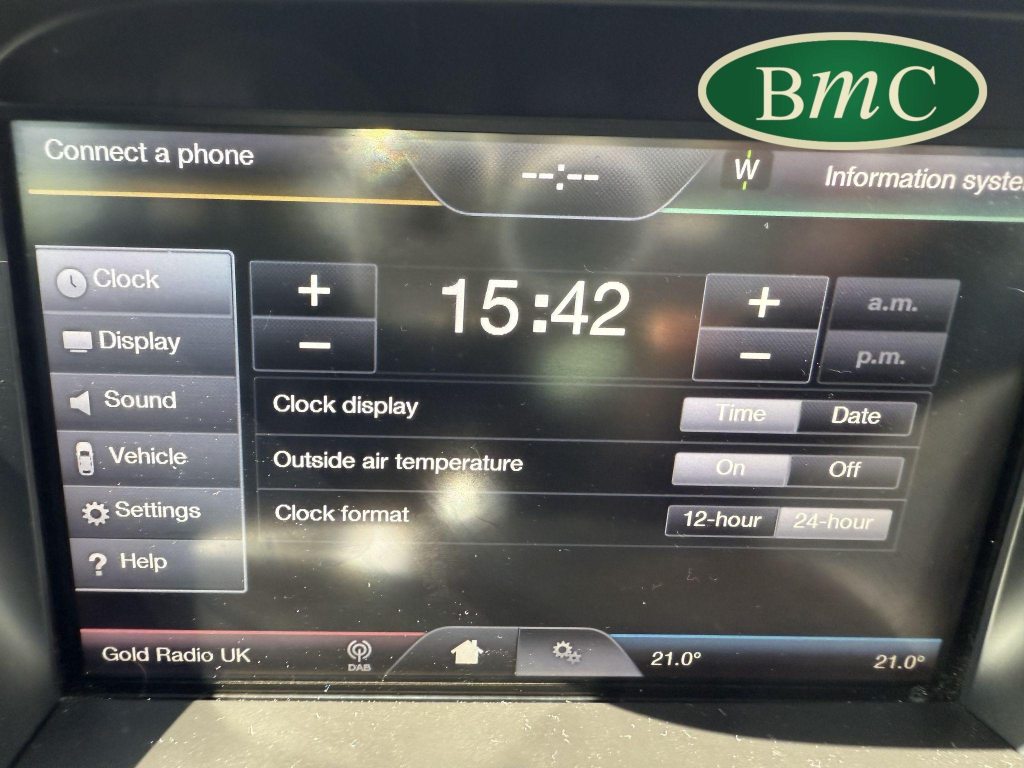 BmC
Connect a phone
--:--
W
Information syste
Clock
+
15:42
+
a.m.
-
-
p.m.
Display
Clock display
Time
Date
Sound
Outside air temperature
On
Off
Vehicle
Clock format
12-hour
24-hour
Settings
? Help
Gold Radio UK
DAB
21.0°
21.0°